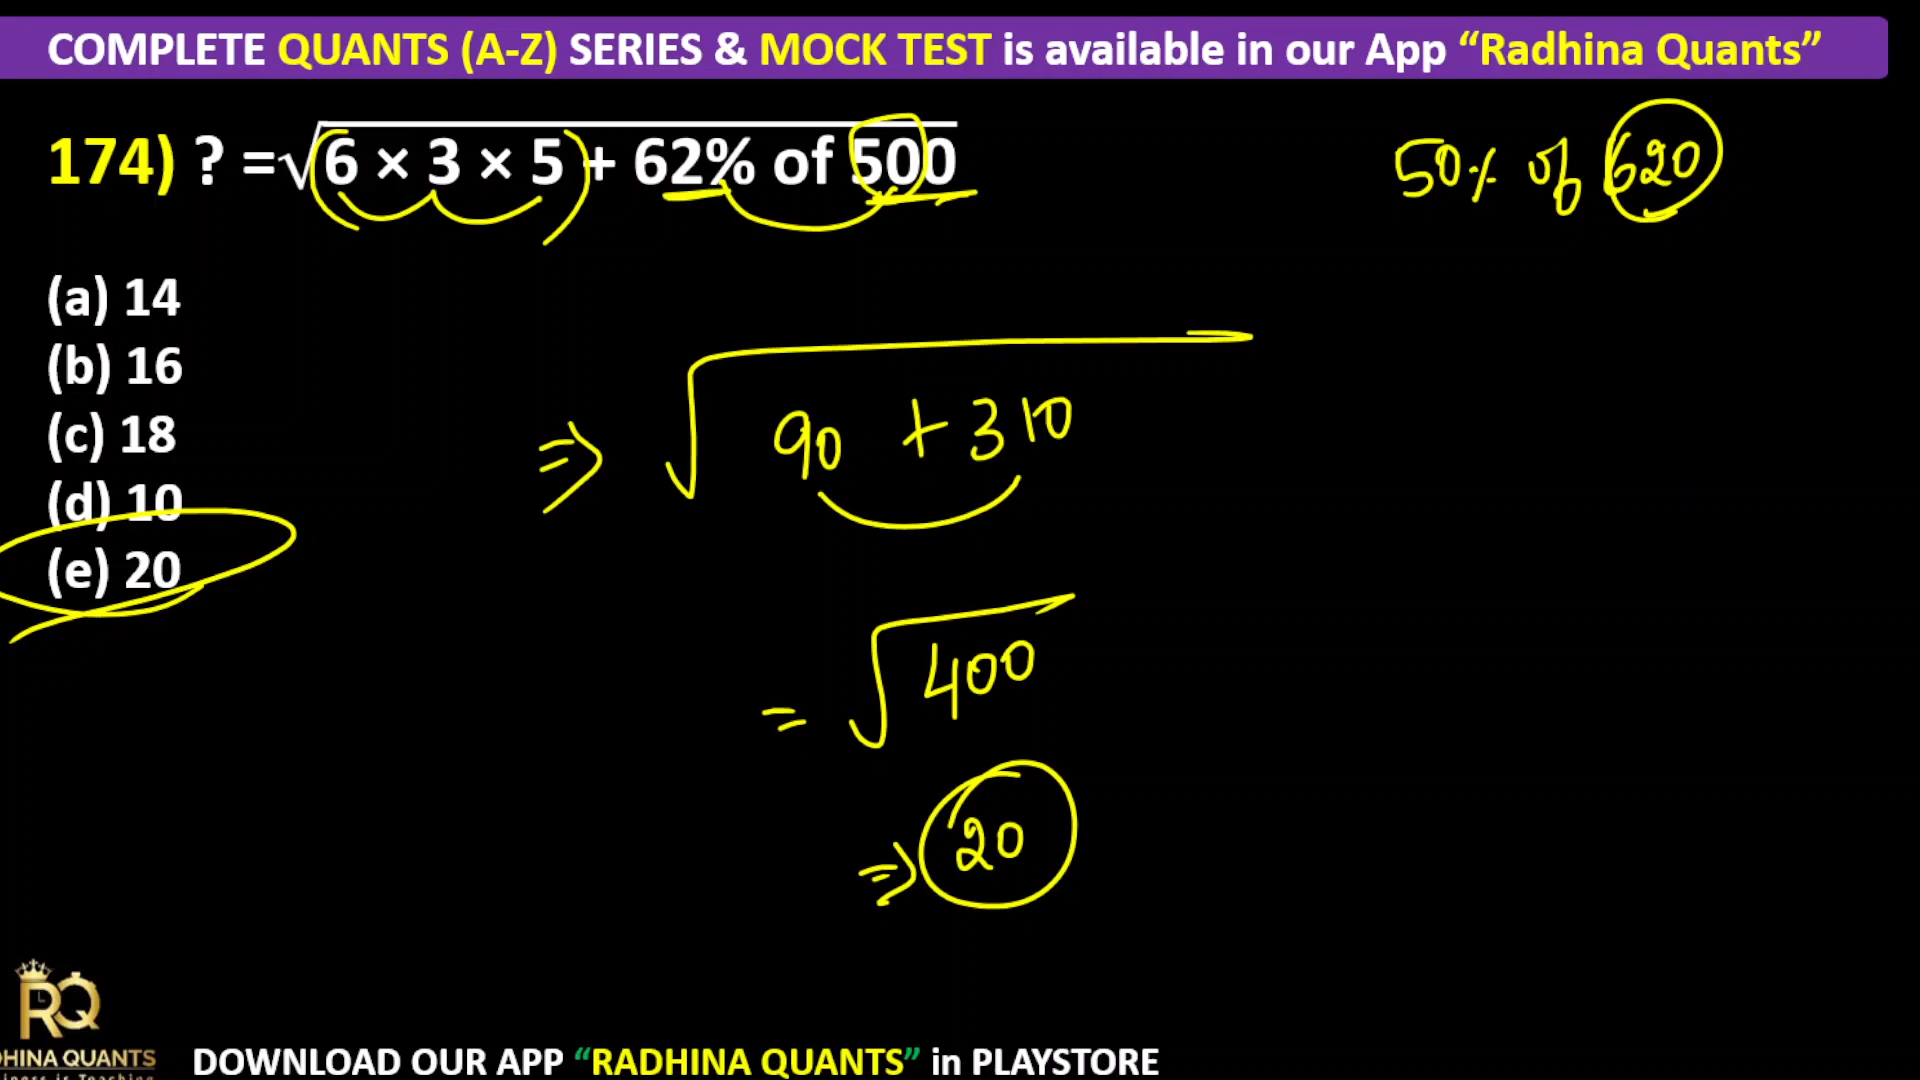 COMPLETE QUANTS (A-Z) SERIES & MOCK TEST is available in our App “Radhina Quants”
174) ? =√6 × 3 × 5 + 62% of 500
50% of 620
(a) 14
(b) 16
(c) 18
(d) 10
(e) 20
⇒ √90 + 310
= √400
⇒ 20
RQ
DHINA QUANTS
DOWNLOAD OUR APP “RADHINA QUANTS” in PLAYSTORE